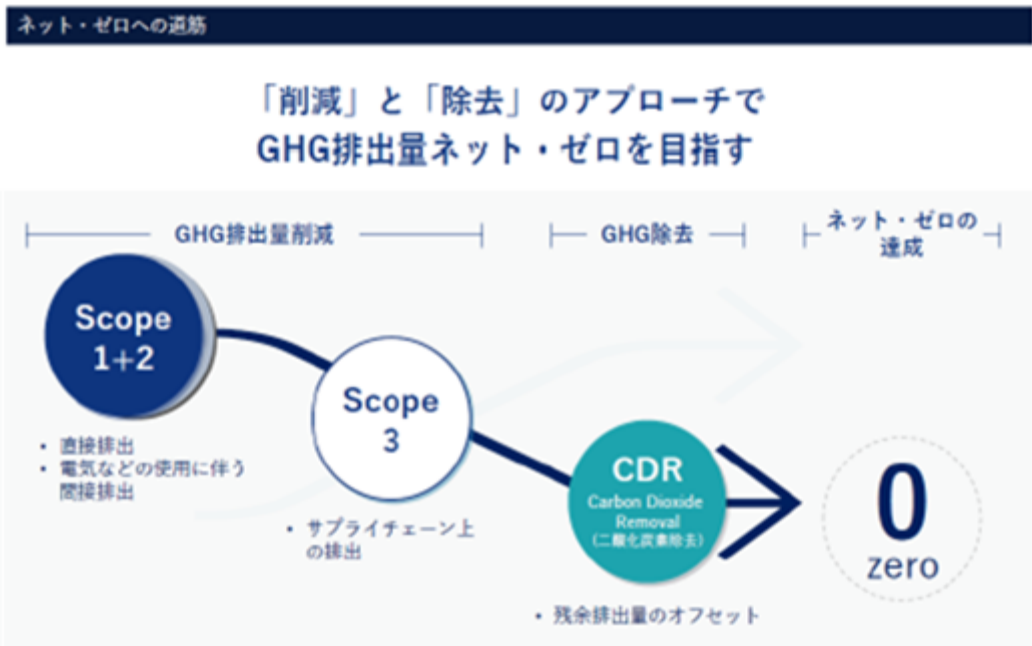 ネット・ゼロへの道筋
「削減」と「除去」のアプローチで
GHG排出量ネット・ゼロを目指す
GHG排出量削減
GHG除去
ネット・ゼロの
達成
Scope
1+2
• 直接排出
• 電気などの使用に伴う
間接排出
Scope
3
• サプライチェーン上
の排出
CDR
Carbon Dioxide
Removal
(二酸化炭素除去)
• 残余排出量のオフセット
0
zero